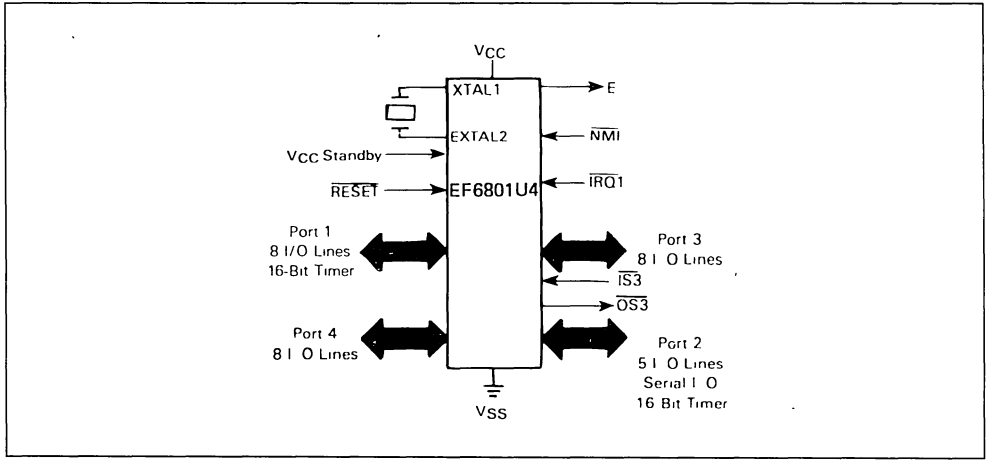 VCC
XTAL1
E
EXTAL2
NMI
VCC Standby
RESET
EF6801U4
IRQ1
Port 1
8 I/O Lines
16-Bit Timer
Port 3
8 I O Lines
IS3
OS3
Port 4
8 I O Lines
Port 2
5 I O Lines
Serial I O
16 Bit Timer
VSS